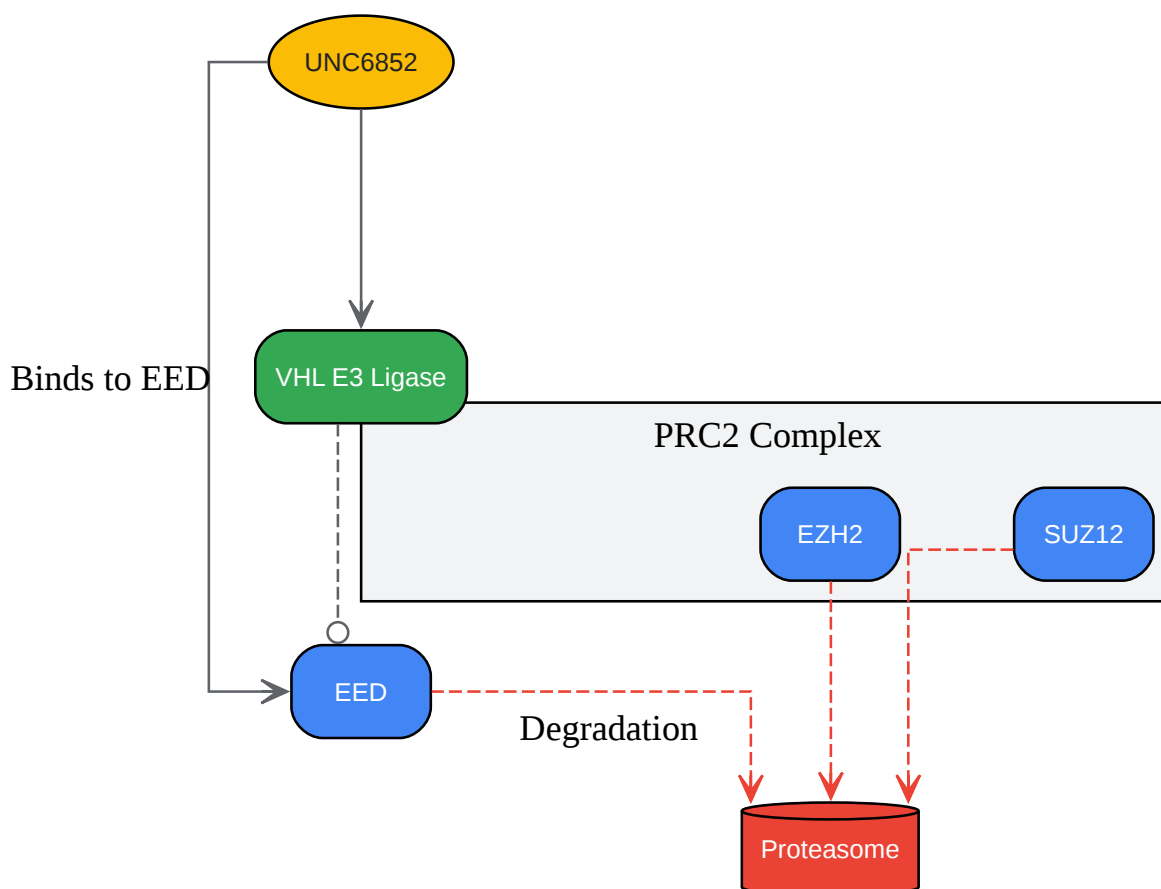 UNC6852
Binds to EED
VHL E3 Ligase
PRC2 Complex
EZH2
SUZ12
EED
Degradation
Proteasome